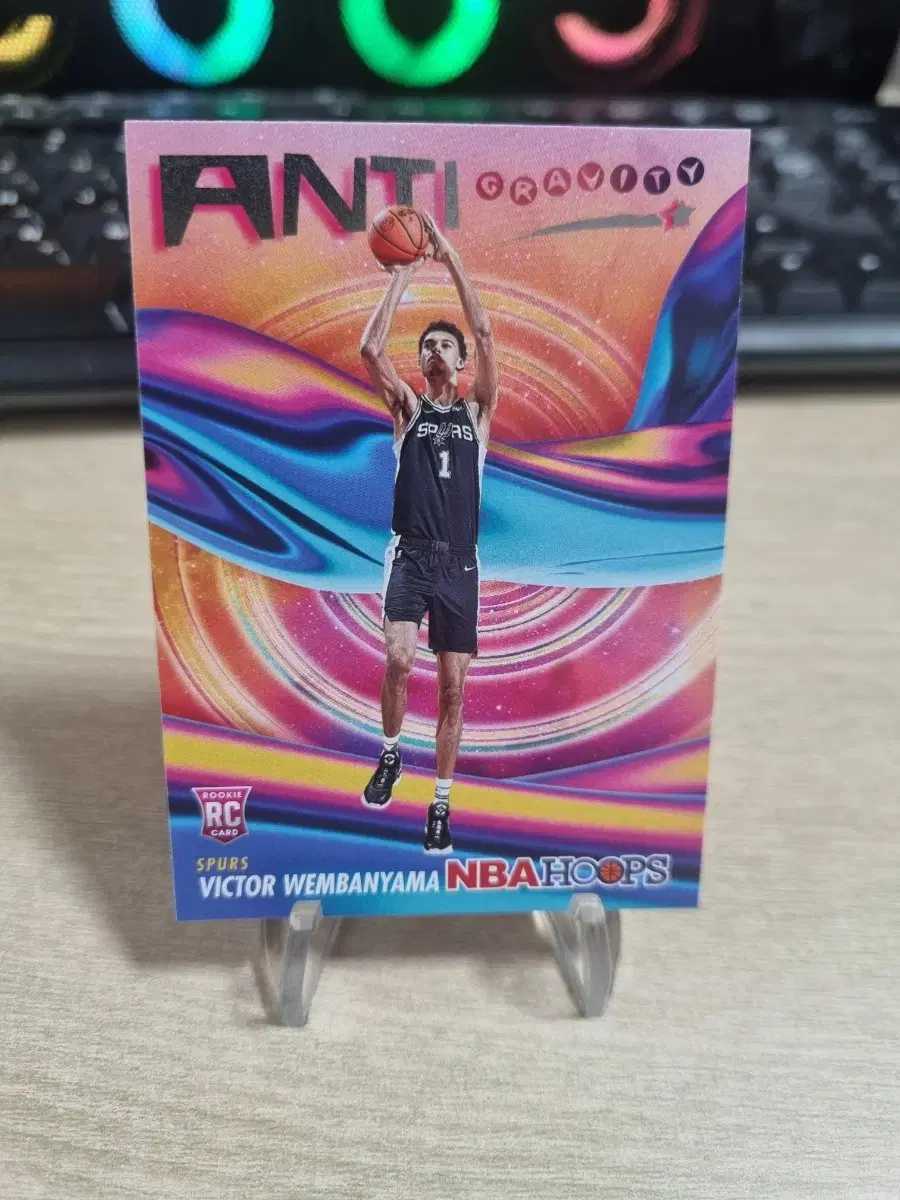 ANTI GRAVITY
SPURS
1
ROOKIE
RC
CARD
SPURS
VICTOR WEMBANYAMA NBA HOOPS